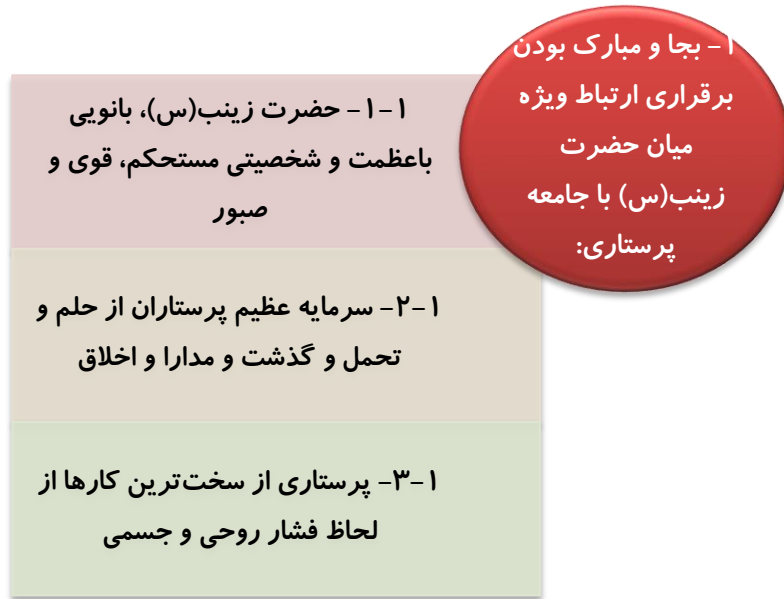 ۱- بجا و مبارک بودن
برقراری ارتباط ویژه
میان حضرت
زینب(س) با جامعه
پرستاری:
۱-۱- حضرت زینب(س)، بانویی
باعظمت و شخصیتی مستحکم، قوی و
صبور
۱-۲- سرمایه عظیم پرستاران از حلم و
تحمل و گذشت و مدارا و اخلاق
۱-۳- پرستاری از سخت‌ترین کارها از
لحاظ فشار روحی و جسمی